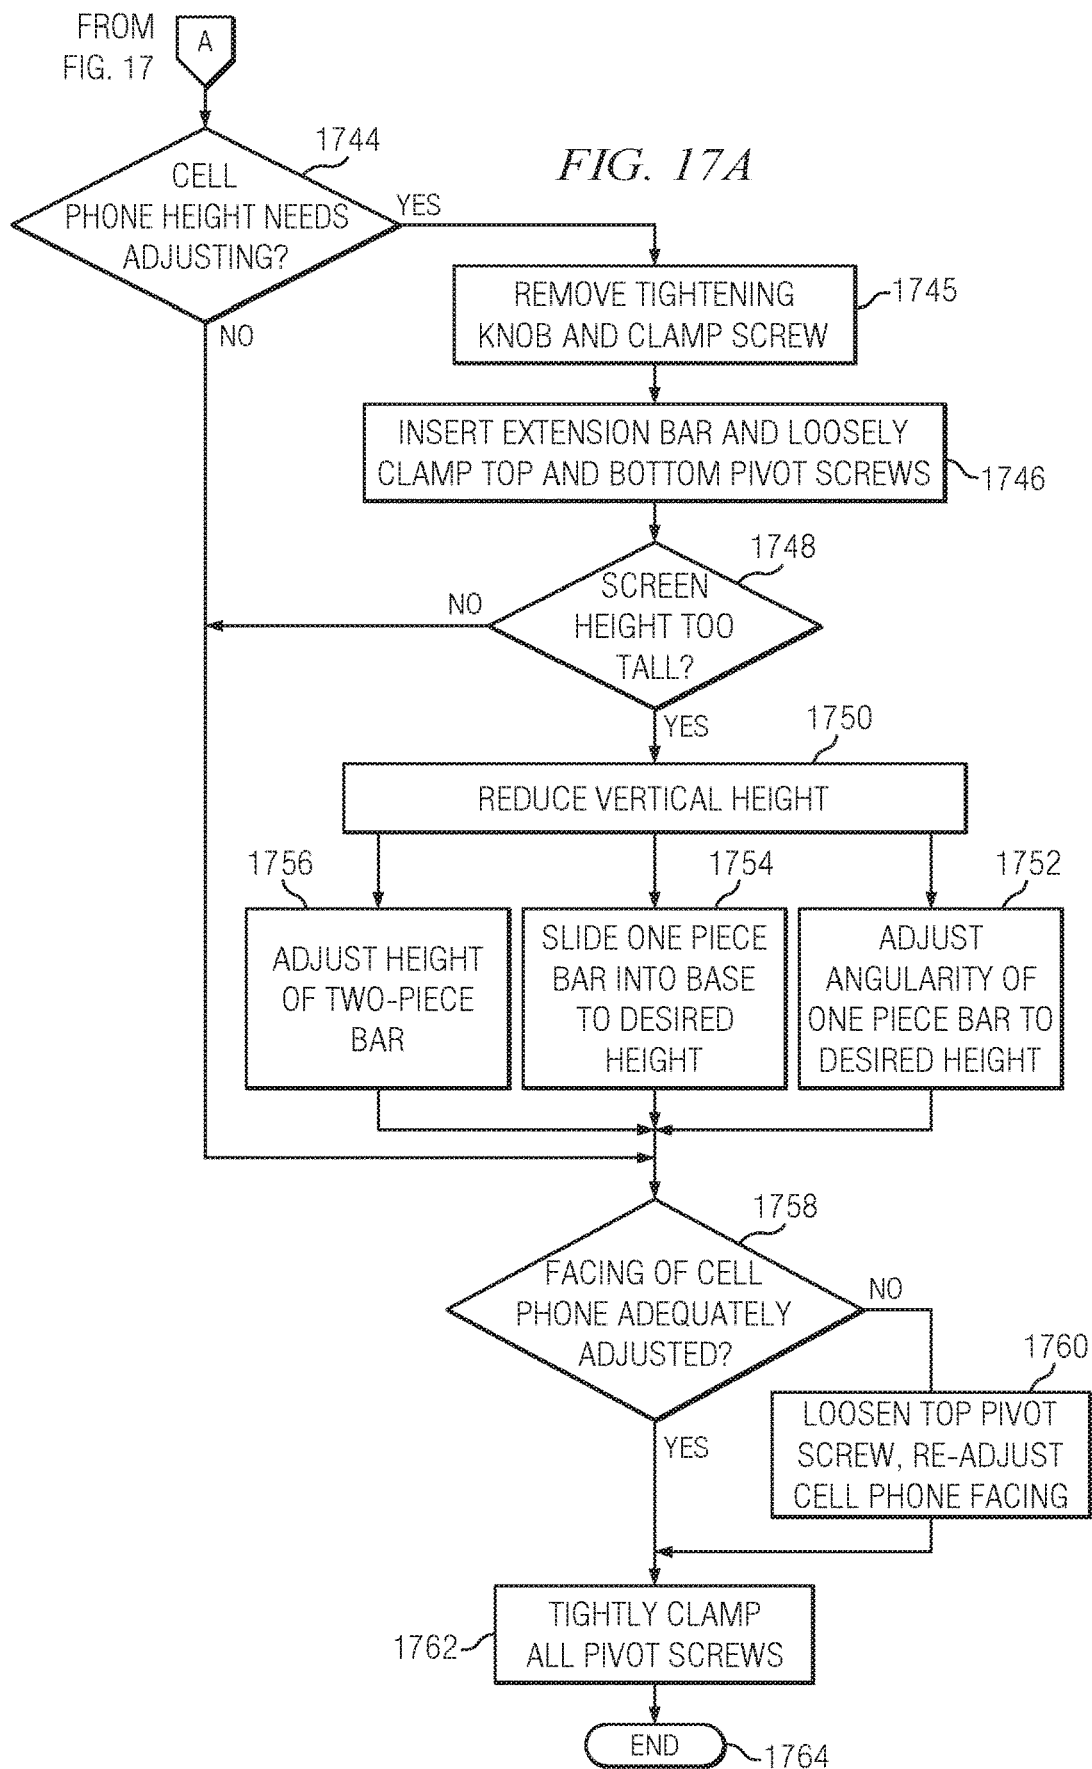 FROM
FIG. 17
A
1744
FIG. 17A
CELL
PHONE HEIGHT NEEDS
ADJUSTING?
YES
NO
1745
REMOVE TIGHTENING
KNOB AND CLAMP SCREW
INSERT EXTENSION BAR AND LOOSELY
CLAMP TOP AND BOTTOM PIVOT SCREWS
1746
1748
SCREEN
HEIGHT TOO
TALL?
NO
YES
1750
REDUCE VERTICAL HEIGHT
1756
ADJUST HEIGHT
OF TWO-PIECE
BAR
1754
SLIDE ONE PIECE
BAR INTO BASE
TO DESIRED
HEIGHT
1752
ADJUST
ANGULARITY OF
ONE PIECE BAR TO
DESIRED HEIGHT
1758
FACING OF CELL
PHONE ADEQUATELY
ADJUSTED?
NO
YES
1760
LOOSEN TOP PIVOT
SCREW, RE-ADJUST
CELL PHONE FACING
1762
TIGHTLY CLAMP
ALL PIVOT SCREWS
END
1764